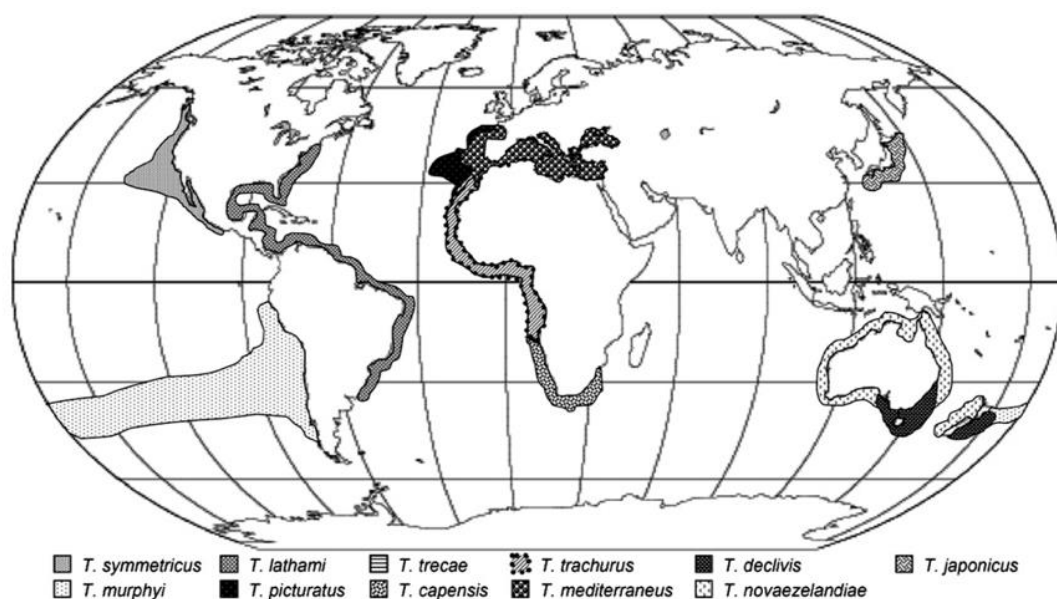 T. symmetricus T. lathami T. trecae T. trachurus T. declivis T. japonicus
T. murphyi T. picturatus T. capensis T. mediterraneus T. novaezelandiae